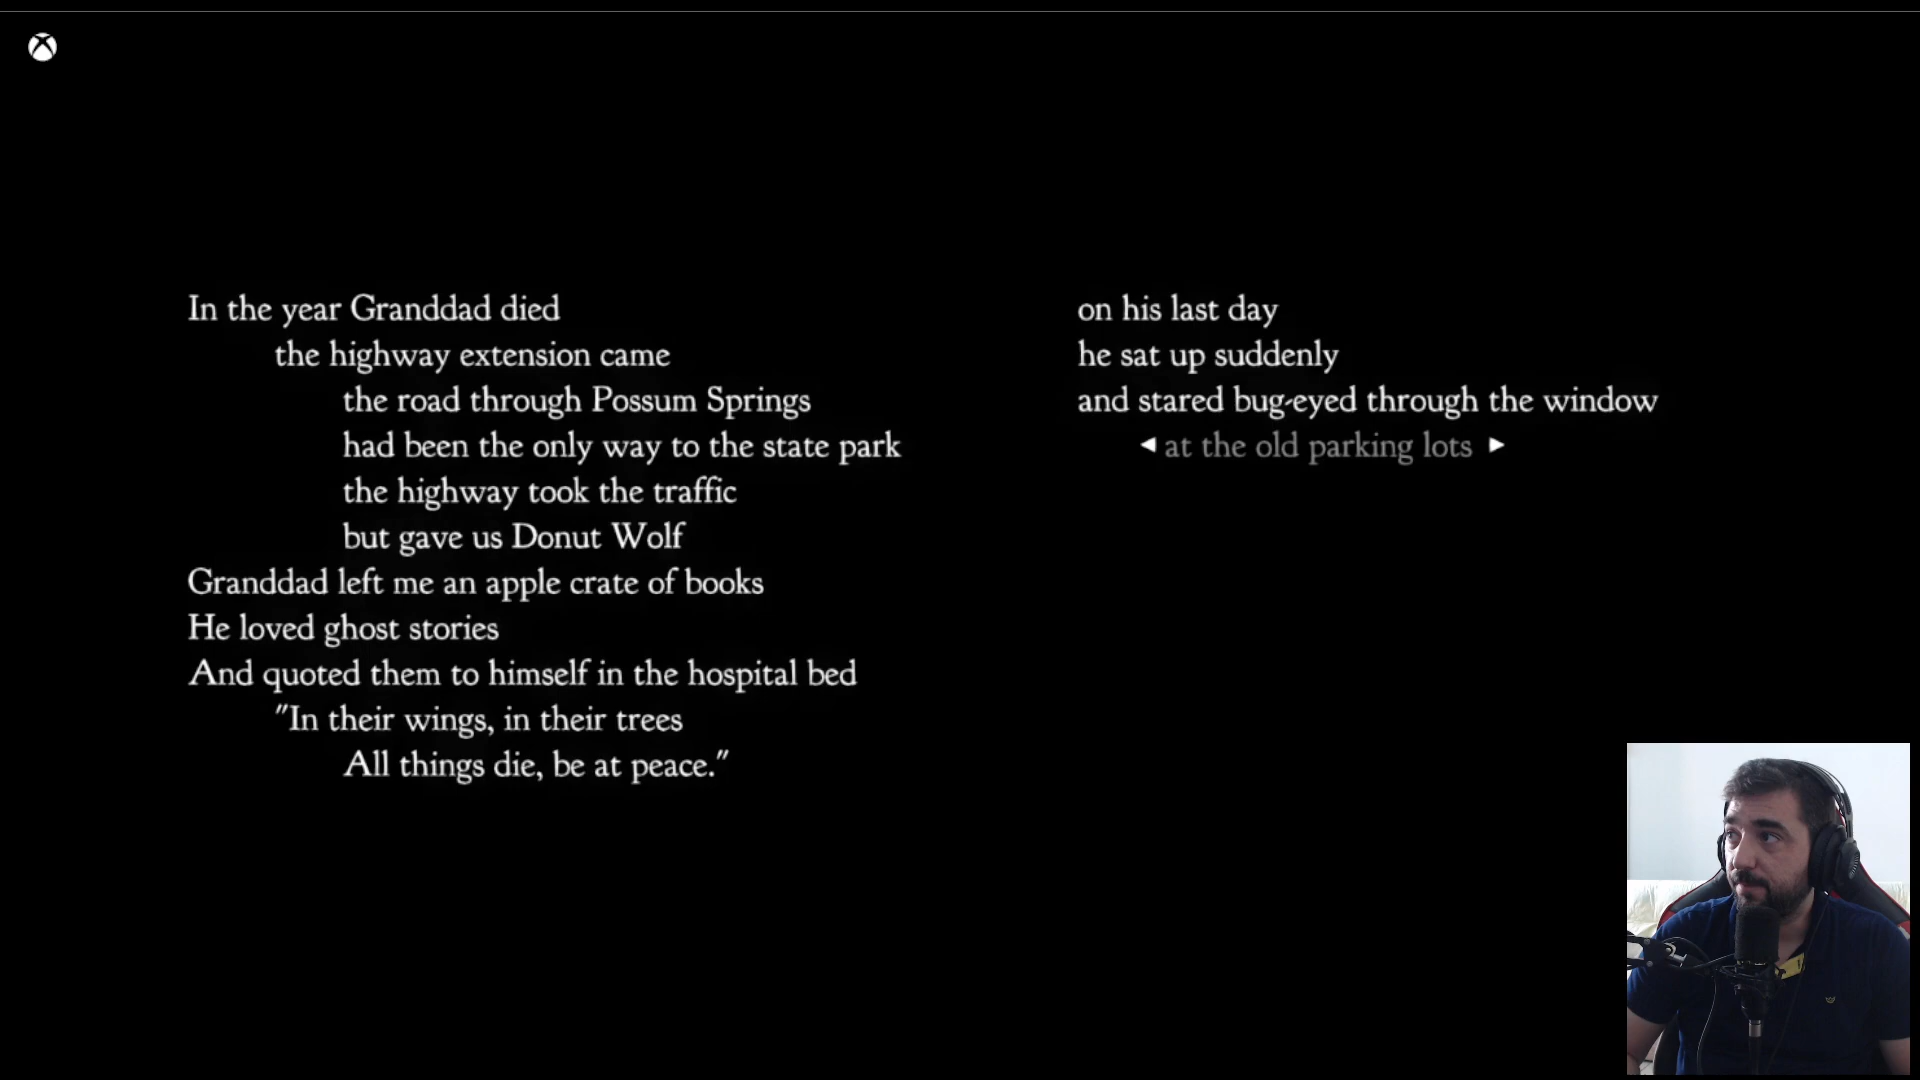 In the year Granddad died
the highway extension came
the road through Possum Springs
had been the only way to the state park
the highway took the traffic
but gave us Donut Wolf
Granddad left me an apple crate of books
He loved ghost stories
And quoted them to himself in the hospital bed
"In their wings, in their trees
All things die, be at peace."
on his last day
he sat up suddenly
and stared bug-eyed through the window
at the old parking lots